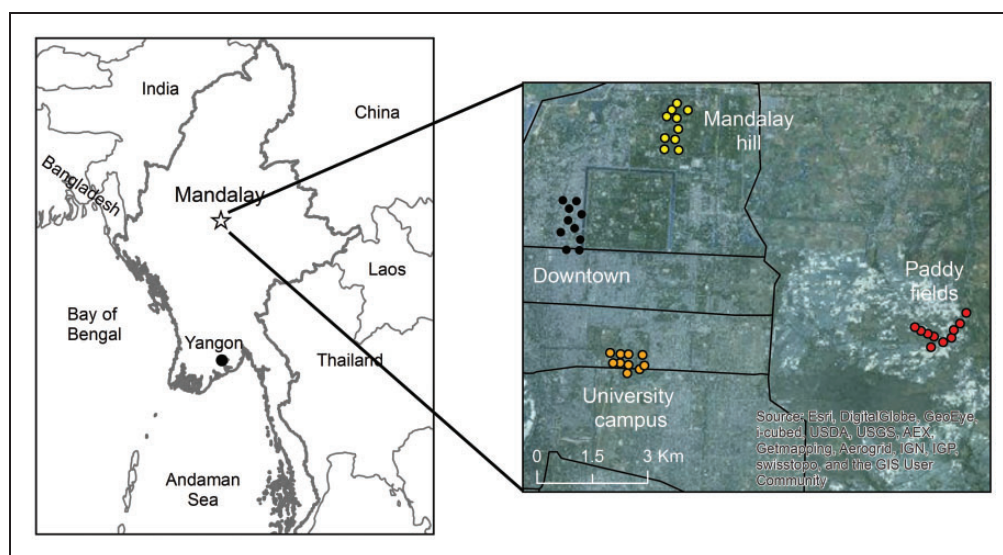 India
China
Bangladesh
Mandalay
Laos
Bay of
Bengal
Yangon
Thailand
Andaman
Sea
Mandalay
hill
Downtown
Paddy
fields
University
campus
0 1.5 3 Km
Source: Esri, DigitalGlobe, GeoEye,
i-cubed, USDA, USGS, AEX,
Getmapping, Aerogrid, IGN, IGP,
swisstopo, and the GIS User
Community